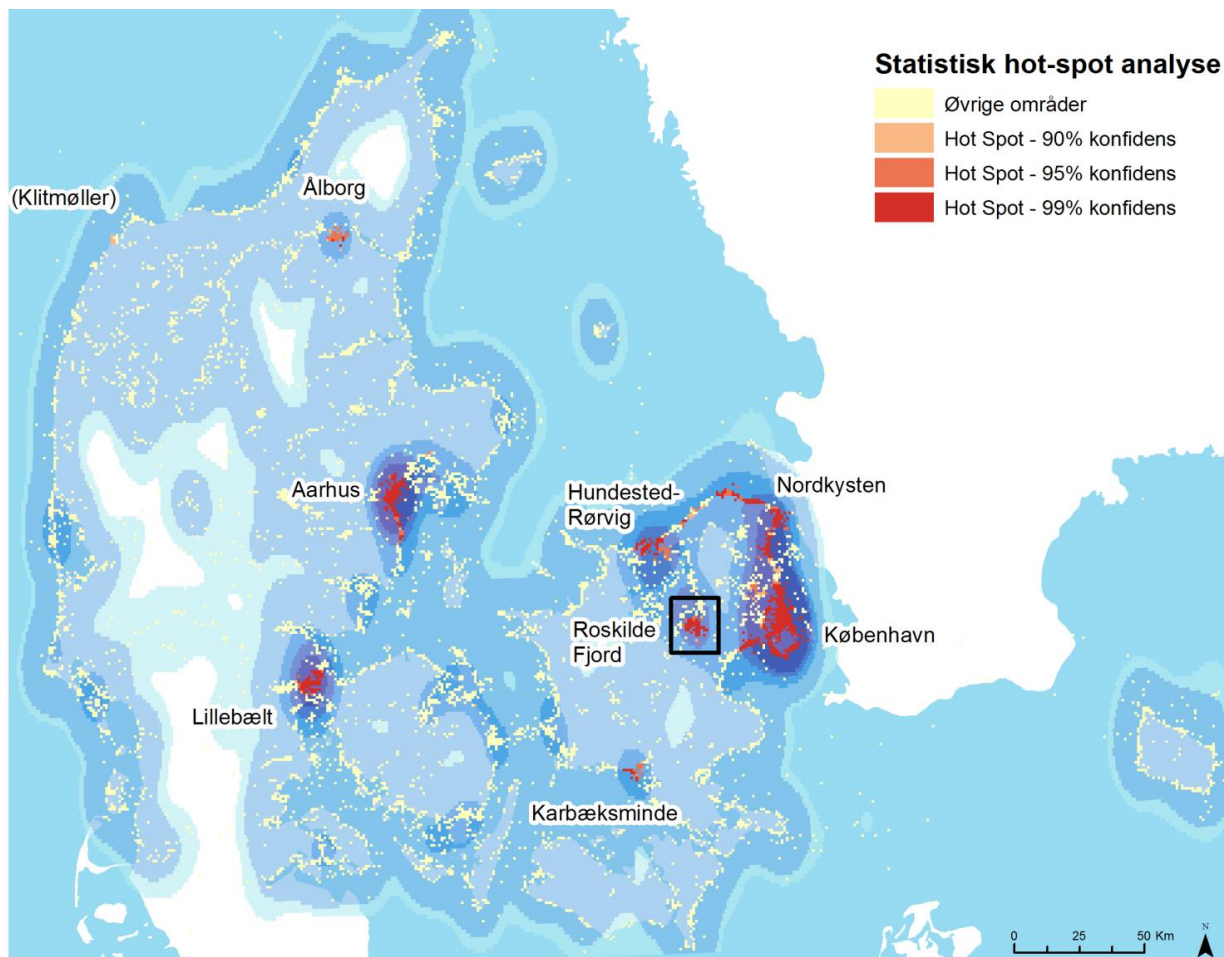 Statistisk hot-spot analyse
Øvrige områder
Hot Spot - 90% konfidens
Hot Spot - 95% konfidens
Hot Spot - 99% konfidens
(Klitmøller)
Ålborg
Aarhus
Hundested-
Rørvig
Nordkysten
Roskilde
Fjord
København
Lillebælt
Karbæksminde
0 25 50 Km
N